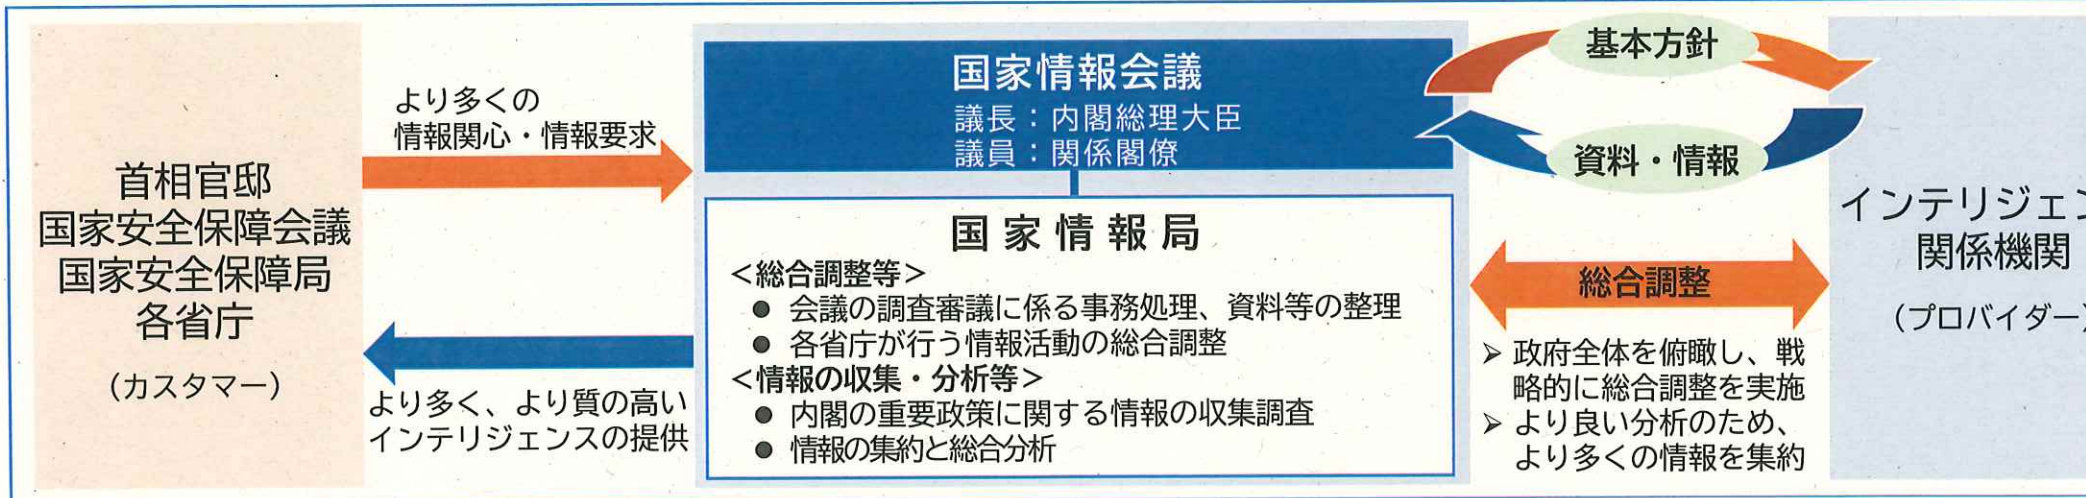 首相官邸
国家安全保障会議
国家安全保障局
各省庁
（カスタマー）
より多くの
情報関心・情報要求
より多く、より質の高い
インテリジェンスの提供
国家情報会議
議長：内閣総理大臣
議員：関係閣僚
国家情報局
＜総合調整等＞
● 会議の調査審議に係る事務処理、資料等の整理
● 各省庁が行う情報活動の総合調整
＜情報の収集・分析等＞
● 内閣の重要政策に関する情報の収集調査
● 情報の集約と総合分析
基本方針
資料・情報
総合調整
➢ 政府全体を俯瞰し、戦
略的に総合調整を実施
➢ より良い分析のため、
より多くの情報を集約
インテリジェン
関係機関
（プロバイダー）